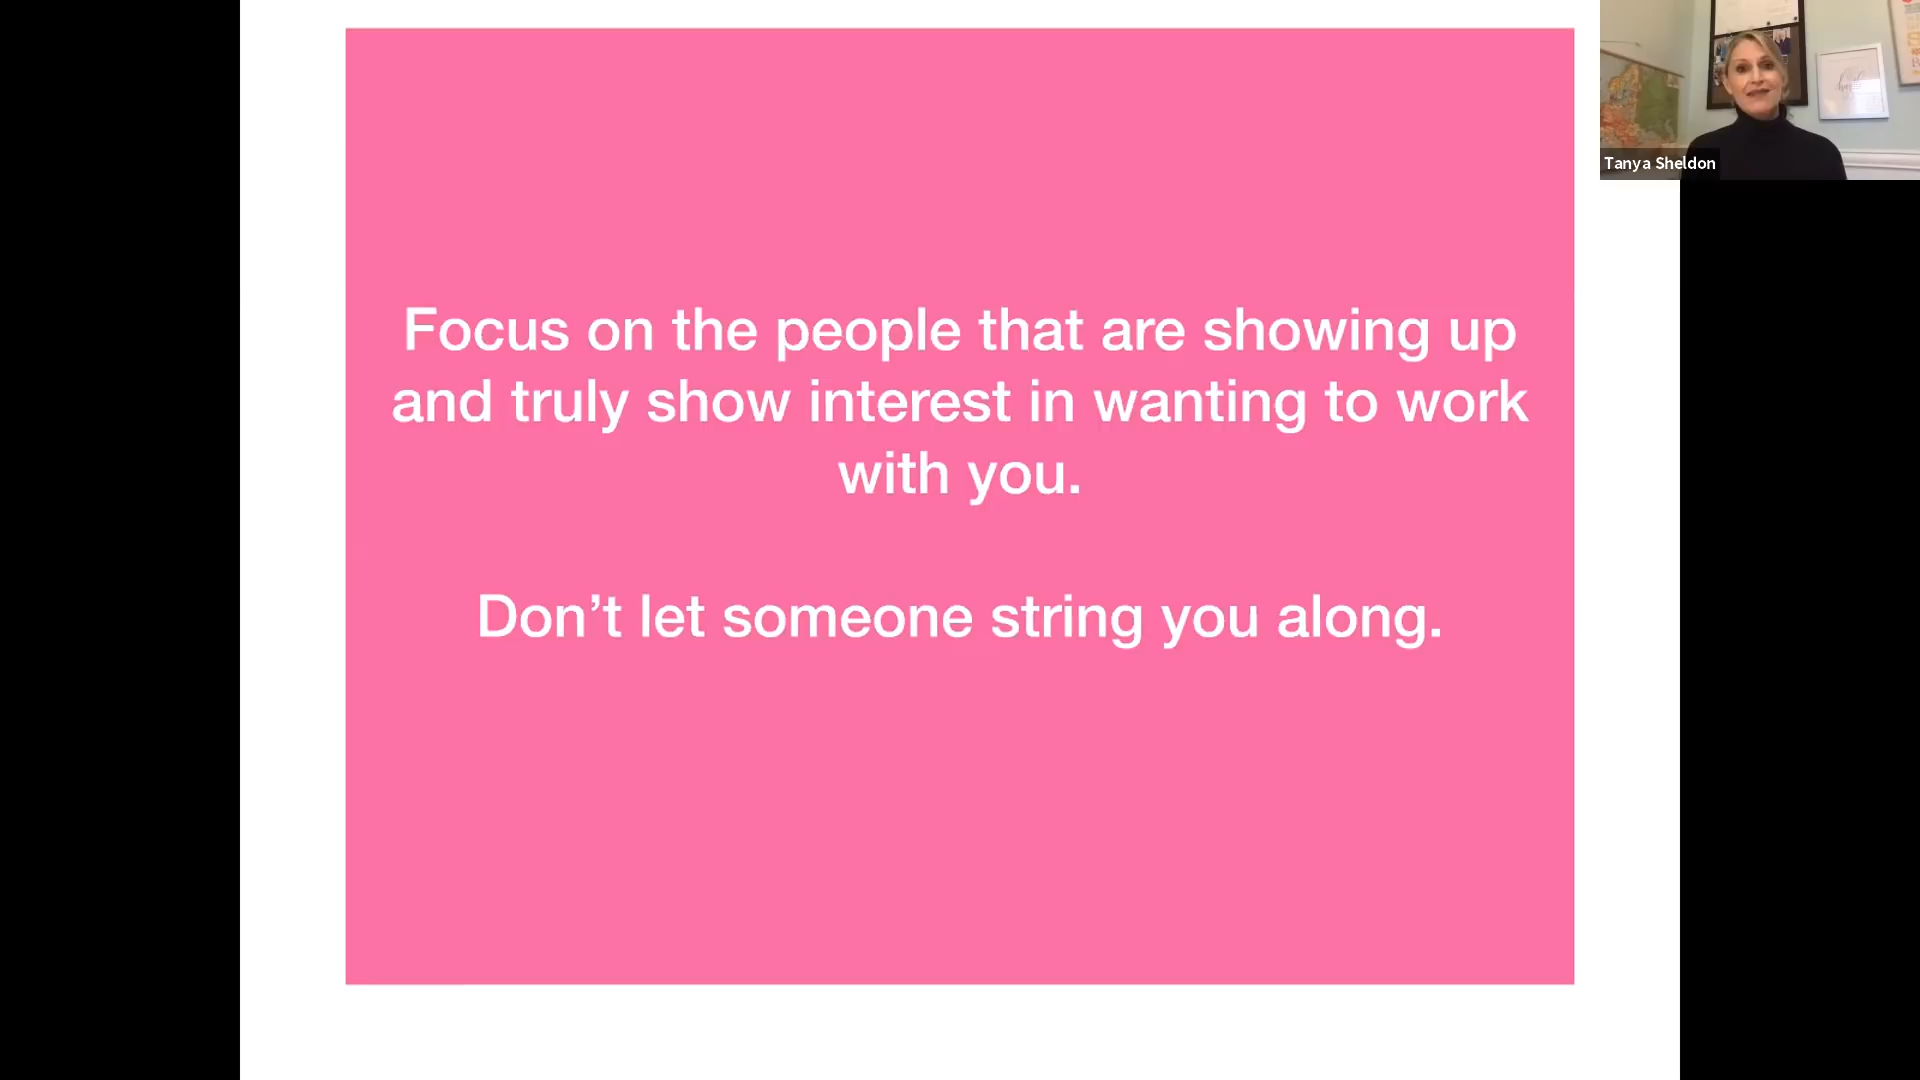 Focus on the people that are showing up
and truly show interest in wanting to work
with you.
Don’t let someone string you along.
Tanya Sheldon